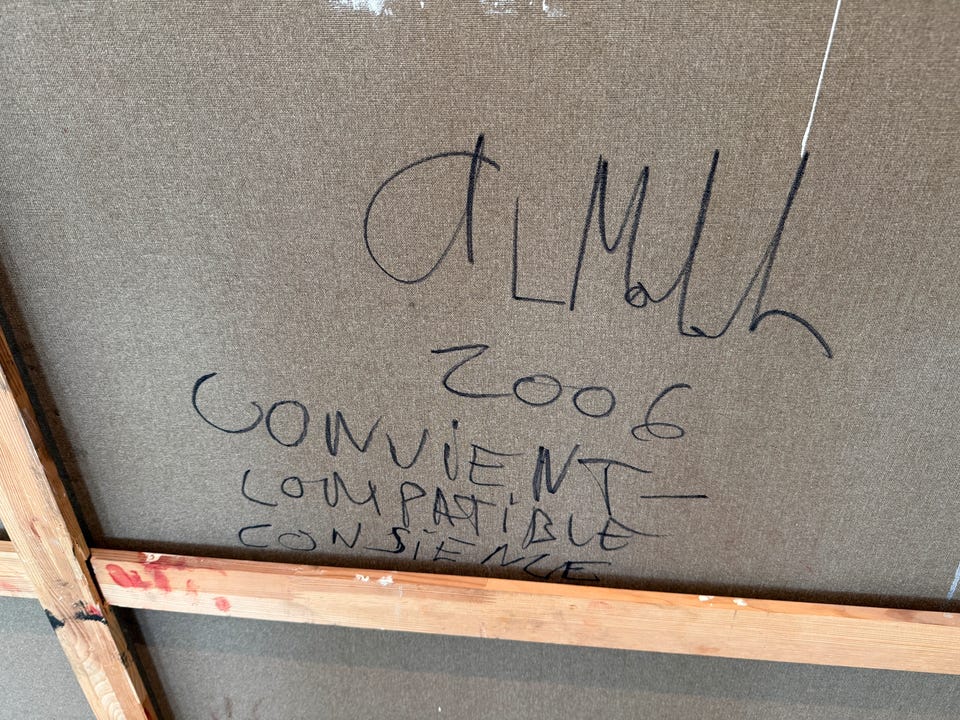 2006
CONVIENT —
COMPATIBLE
CONSIENCE